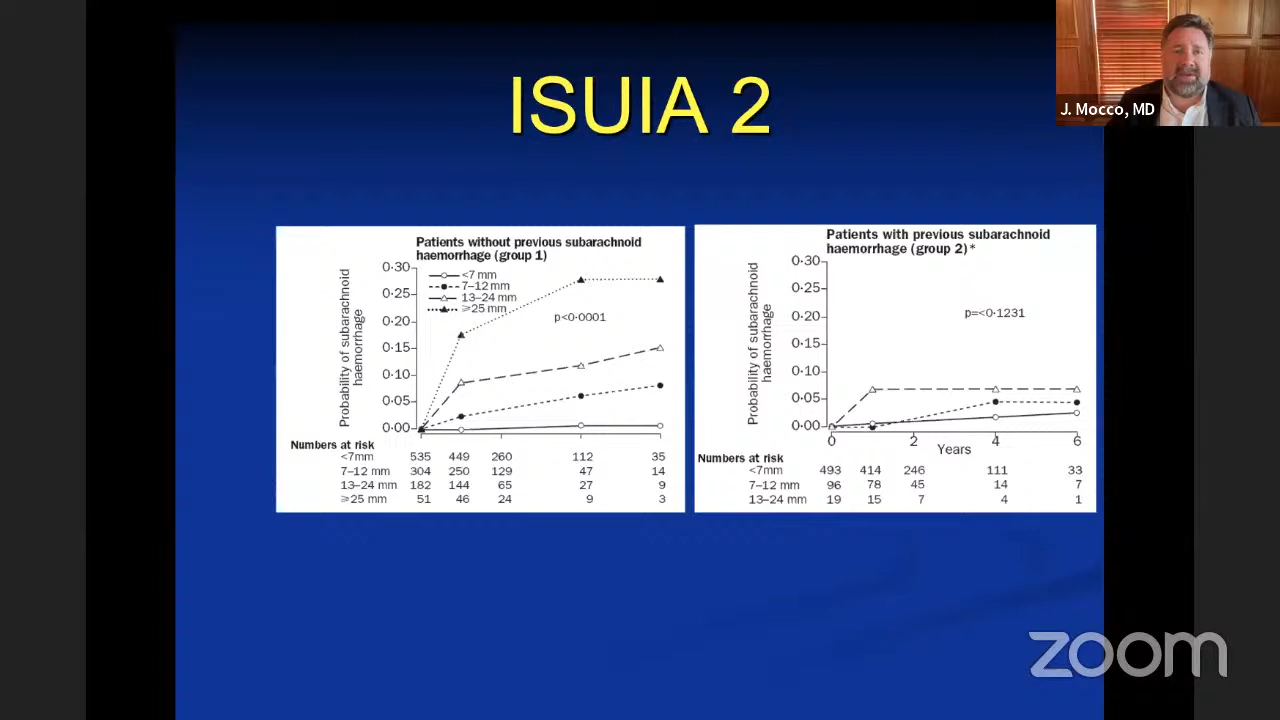 ISUIA 2
J. Mocco, MD
Patients without previous subarachnoid
haemorrhage (group 1)
Probability of subarachnoid
haemorrhage
0·30
0·25
0·20
0·15
0·10
0·05
0·00
<7 mm
7–12 mm
13–24 mm
≥25 mm
p<0·0001
Numbers at risk
<7mm 535 449 260 112 35
7–12 mm 304 250 129 47 14
13–24 mm 182 144 65 27 9
≥25 mm 51 46 24 9 3
Patients with previous subarachnoid
haemorrhage (group 2)*
Probability of subarachnoid
haemorrhage
0·30
0·25
0·20
0·15
0·10
0·05
0·00
p=<0·1231
0 2 4 6
Years
Numbers at risk
<7mm 493 414 246 111 33
7–12 mm 96 78 45 14 7
13–24 mm 19 15 7 4 1
zoom